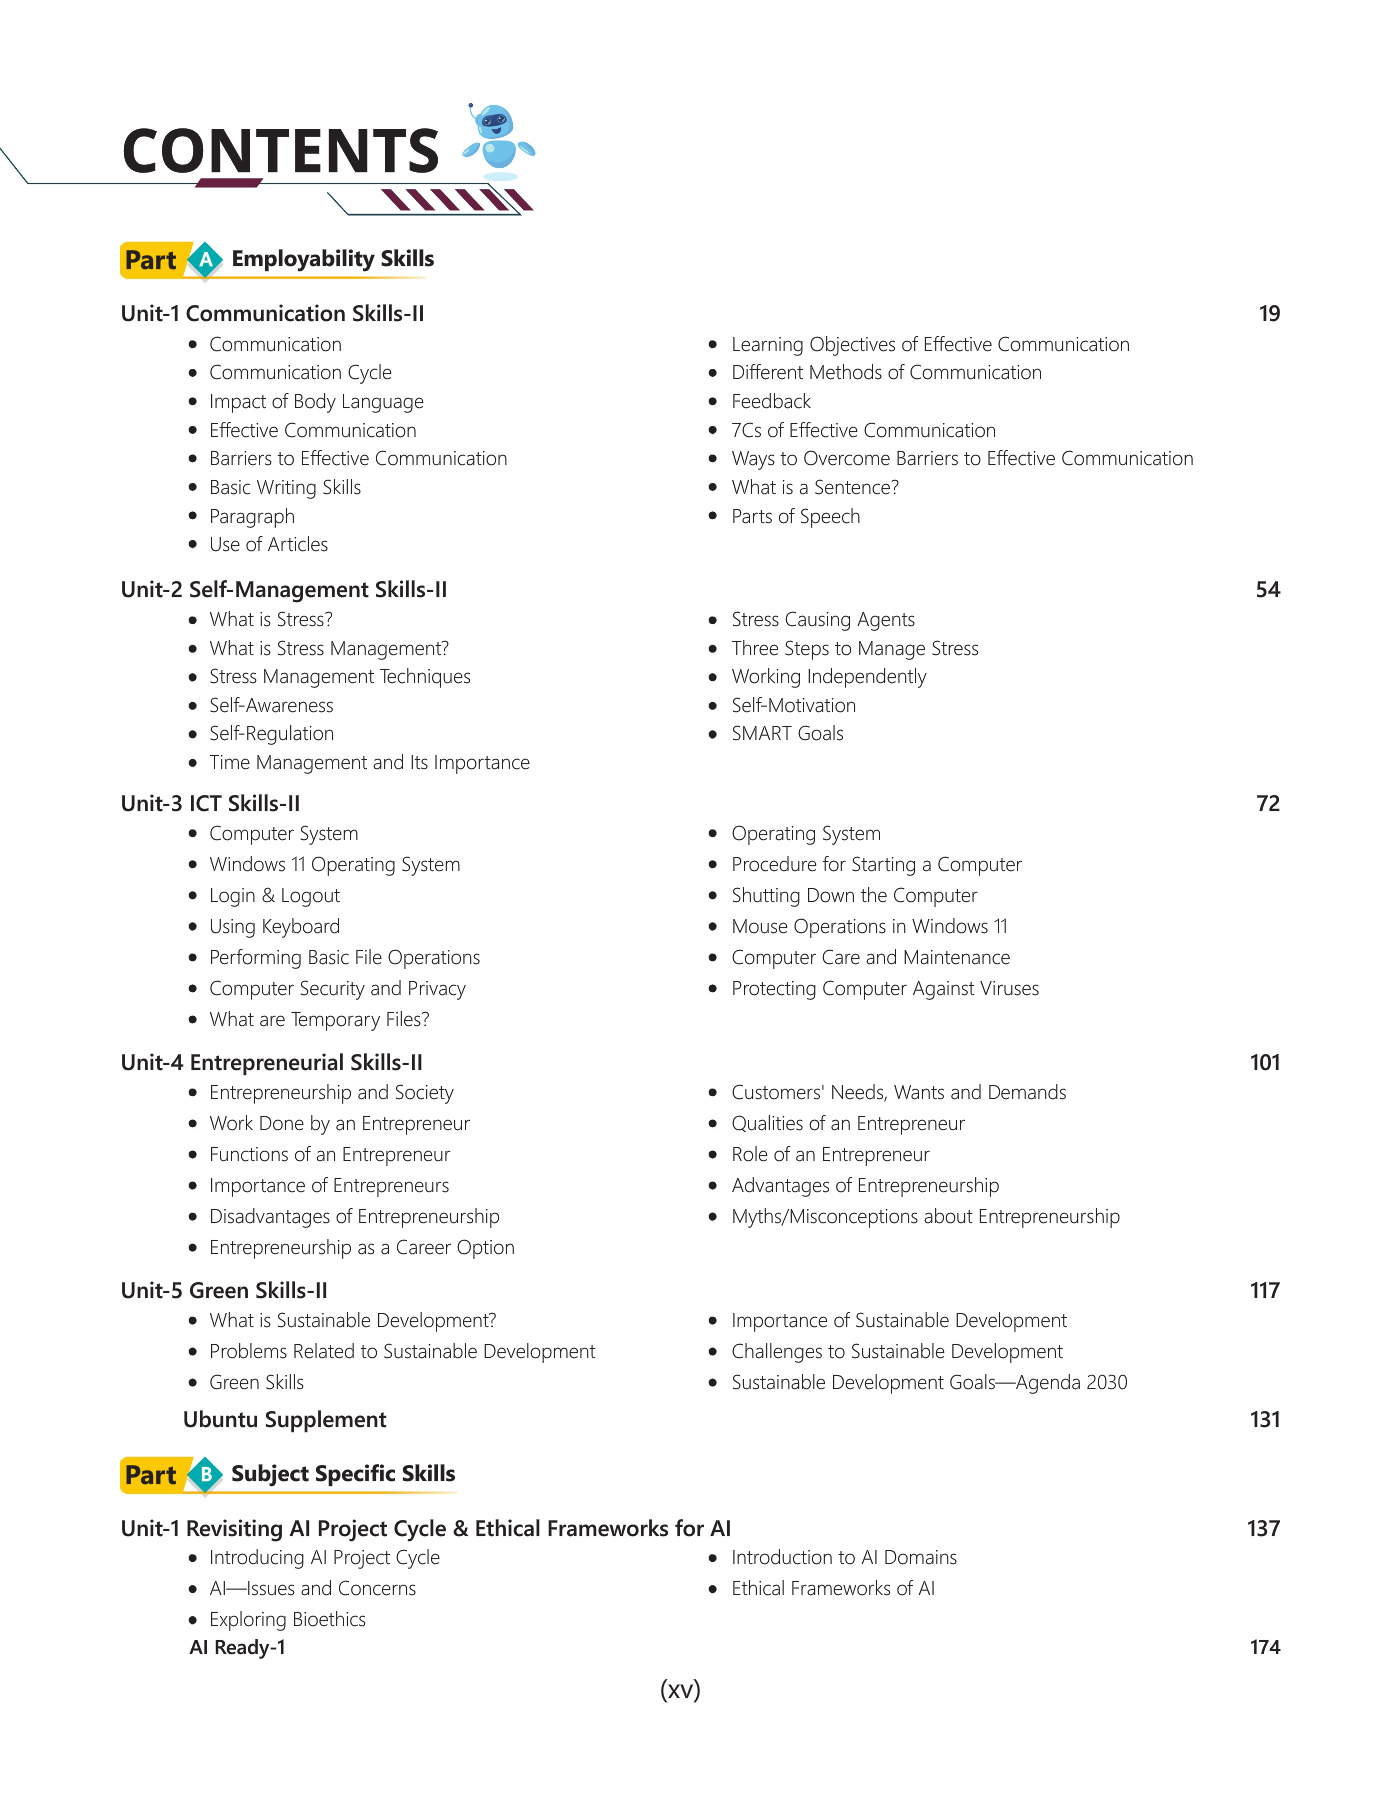 CONTENTS
Part A Employability Skills
Unit-1 Communication Skills-II 19
• Communication • Learning Objectives of Effective Communication
• Communication Cycle • Different Methods of Communication
• Impact of Body Language • Feedback
• Effective Communication • 7Cs of Effective Communication
• Barriers to Effective Communication • Ways to Overcome Barriers to Effective Communication
• Basic Writing Skills • What is a Sentence?
• Paragraph • Parts of Speech
• Use of Articles
Unit-2 Self-Management Skills-II 54
• What is Stress? • Stress Causing Agents
• What is Stress Management? • Three Steps to Manage Stress
• Stress Management Techniques • Working Independently
• Self-Awareness • Self-Motivation
• Self-Regulation • SMART Goals
• Time Management and Its Importance
Unit-3 ICT Skills-II 72
• Computer System • Operating System
• Windows 11 Operating System • Procedure for Starting a Computer
• Login & Logout • Shutting Down the Computer
• Using Keyboard • Mouse Operations in Windows 11
• Performing Basic File Operations • Computer Care and Maintenance
• Computer Security and Privacy • Protecting Computer Against Viruses
• What are Temporary Files?
Unit-4 Entrepreneurial Skills-II 101
• Entrepreneurship and Society • Customers' Needs, Wants and Demands
• Work Done by an Entrepreneur • Qualities of an Entrepreneur
• Functions of an Entrepreneur • Role of an Entrepreneur
• Importance of Entrepreneurs • Advantages of Entrepreneurship
• Disadvantages of Entrepreneurship • Myths/Misconceptions about Entrepreneurship
• Entrepreneurship as a Career Option
Unit-5 Green Skills-II 117
• What is Sustainable Development? • Importance of Sustainable Development
• Problems Related to Sustainable Development • Challenges to Sustainable Development
• Green Skills • Sustainable Development Goals—Agenda 2030
Ubuntu Supplement 131
Part B Subject Specific Skills
Unit-1 Revisiting AI Project Cycle & Ethical Frameworks for AI 137
• Introducing AI Project Cycle • Introduction to AI Domains
• AI—Issues and Concerns • Ethical Frameworks of AI
• Exploring Bioethics
AI Ready-1 174
(xv)